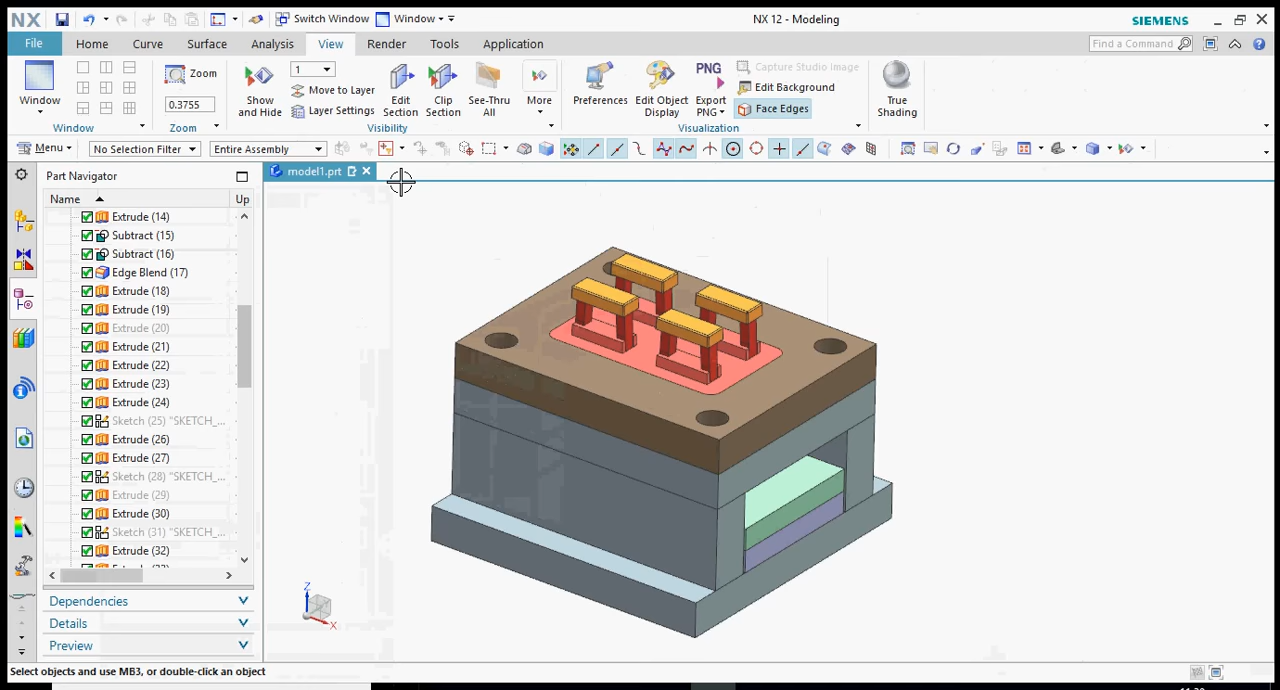 NX Switch Window Window NX 12 - Modeling SIEMENS
File Home Curve Surface Analysis View Render Tools Application Find a Command
Window Zoom 0.3755 Show and Hide 1 Move to Layer Layer Settings Edit Section Clip Section See-Thru All More Preferences Edit Object Display PNG Export PNG Capture Studio Image Edit Background Face Edges True Shading
Window Zoom Visibility Visualization
Menu No Selection Filter Entire Assembly
Part Navigator model1.prt
Name Up
Extrude (14)
Subtract (15)
Subtract (16)
Edge Blend (17)
Extrude (18)
Extrude (19)
Extrude (20)
Extrude (21)
Extrude (22)
Extrude (23)
Extrude (24)
Sketch (25) "SKETCH_...
Extrude (26)
Extrude (27)
Sketch (28) "SKETCH_...
Extrude (29)
Extrude (30)
Sketch (31) "SKETCH_...
Extrude (32)
Z
X
Dependencies
Details
Preview
Select objects and use MB3, or double-click an object